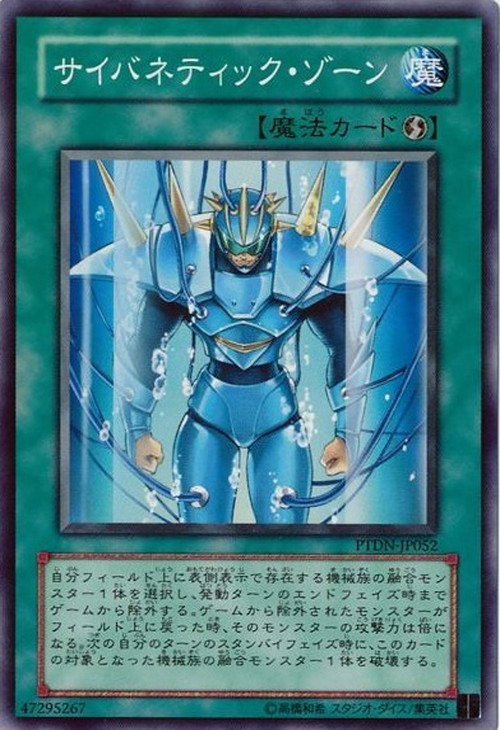 サイバネティック・ゾーン 魔
【魔法カード】
PTDN-JP052
自分フィールド上に表側表示で存在する機械族の融合モン
スター1体を選択し、発動ターンのエンドフェイズ時まで
ゲームから除外する。ゲームから除外されたモンスターが
フィールド上に戻った時、そのモンスターの攻撃力は倍に
なる。次の自分のターンのスタンバイフェイズ時に、このカード
の対象となった機械族の融合モンスター1体を破壊する。
47295267 ©高橋和希 スタジオ・ダイス/集英社